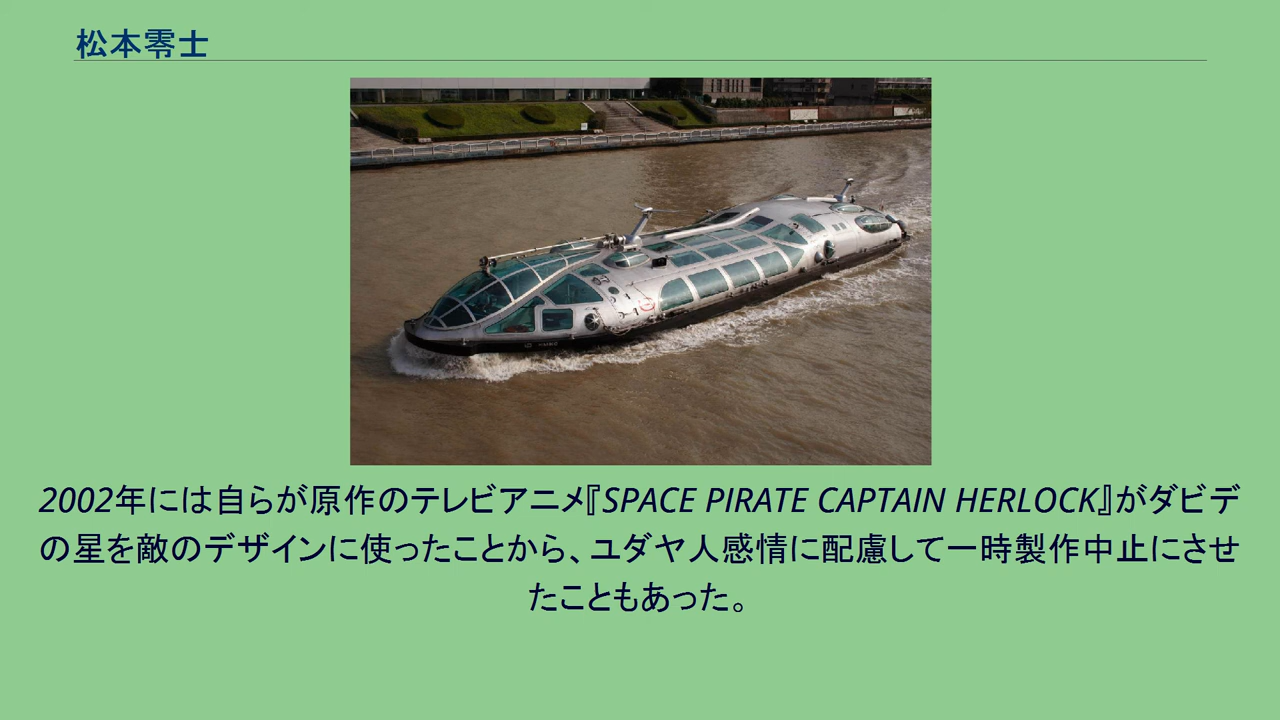 松本零士
2002年には自らが原作のテレビアニメ『SPACE PIRATE CAPTAIN HERLOCK』がダビデ
の星を敵のデザインに使ったことから、ユダヤ人感情に配慮して一時製作中止にさせ
たこともあった。